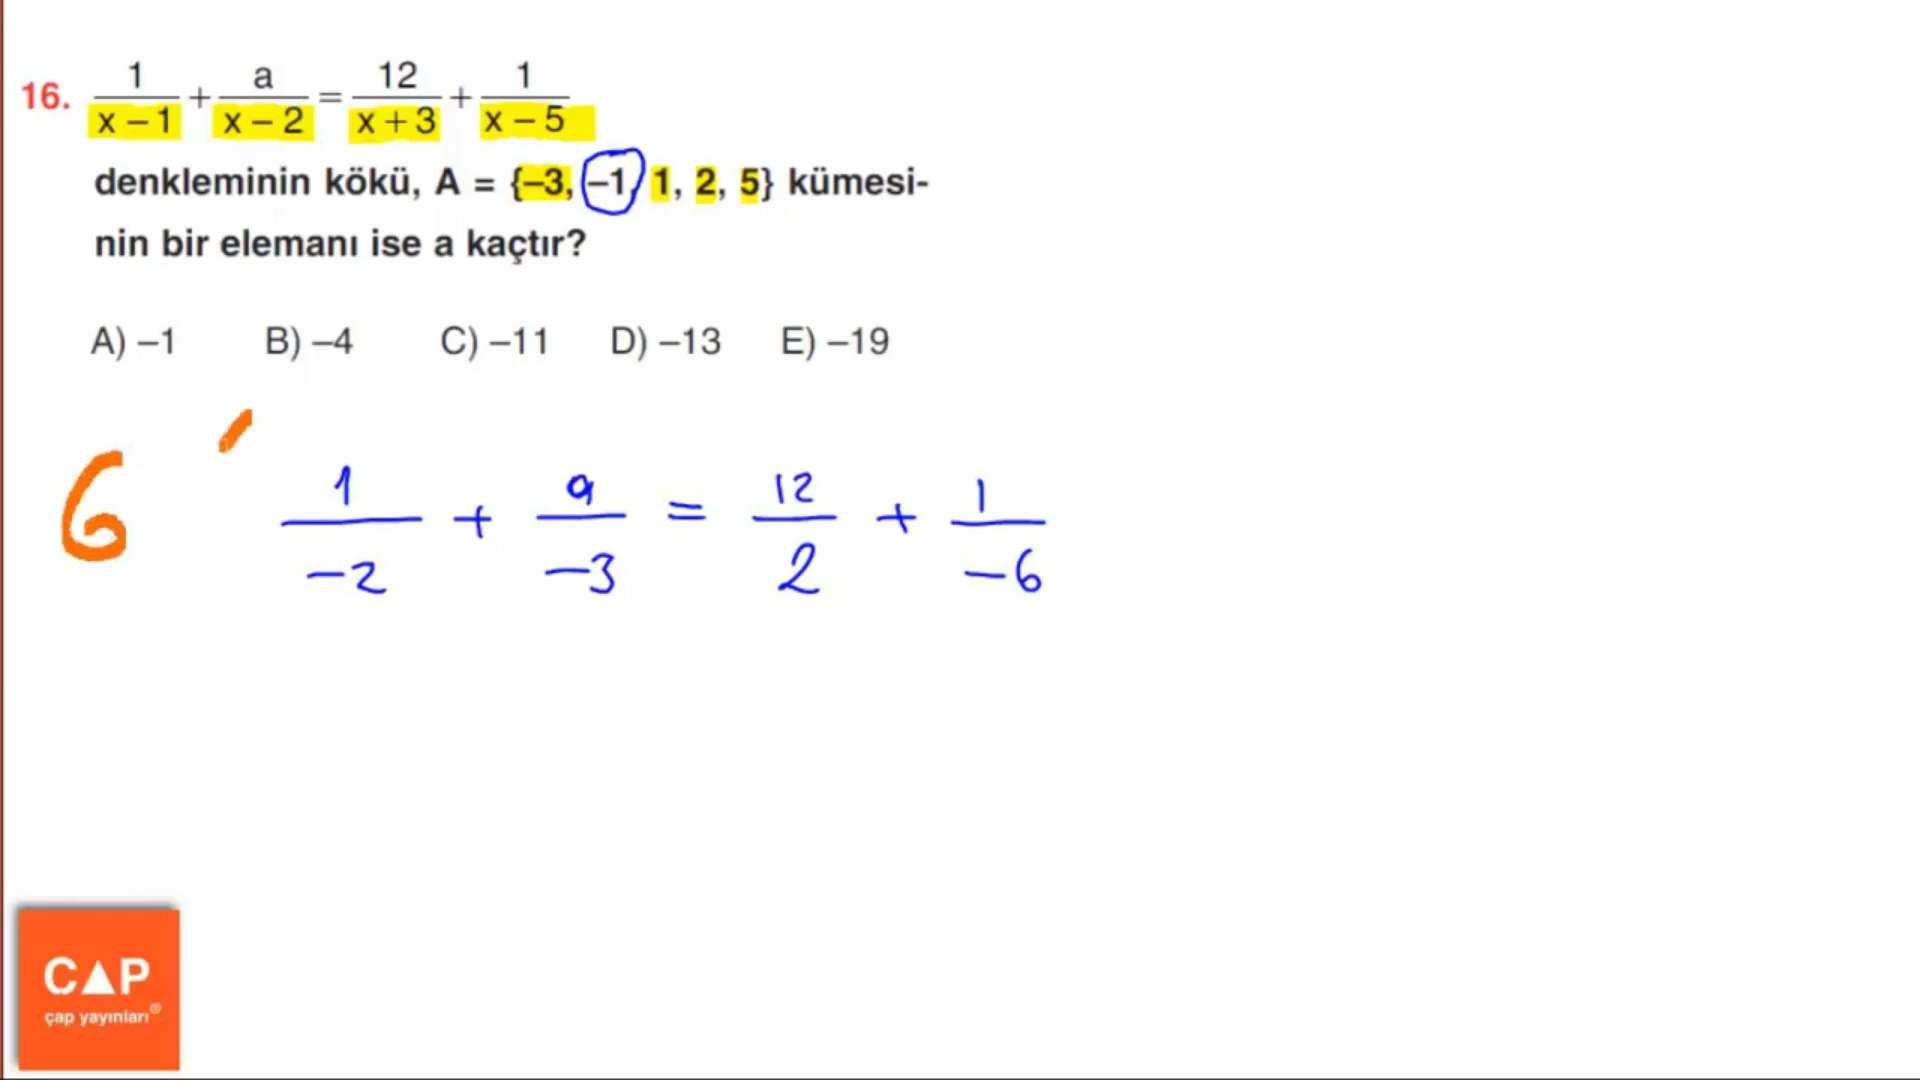 16. 1/(x – 1) + a/(x – 2) = 12/(x + 3) + 1/(x – 5)
denkleminin kökü, A = {–3, –1, 1, 2, 5} kümesi-
nin bir elemanı ise a kaçtır?
A) –1 B) –4 C) –11 D) –13 E) –19
6 1/–2 + a/–3 = 12/2 + 1/–6
CAP
çap yayınları®